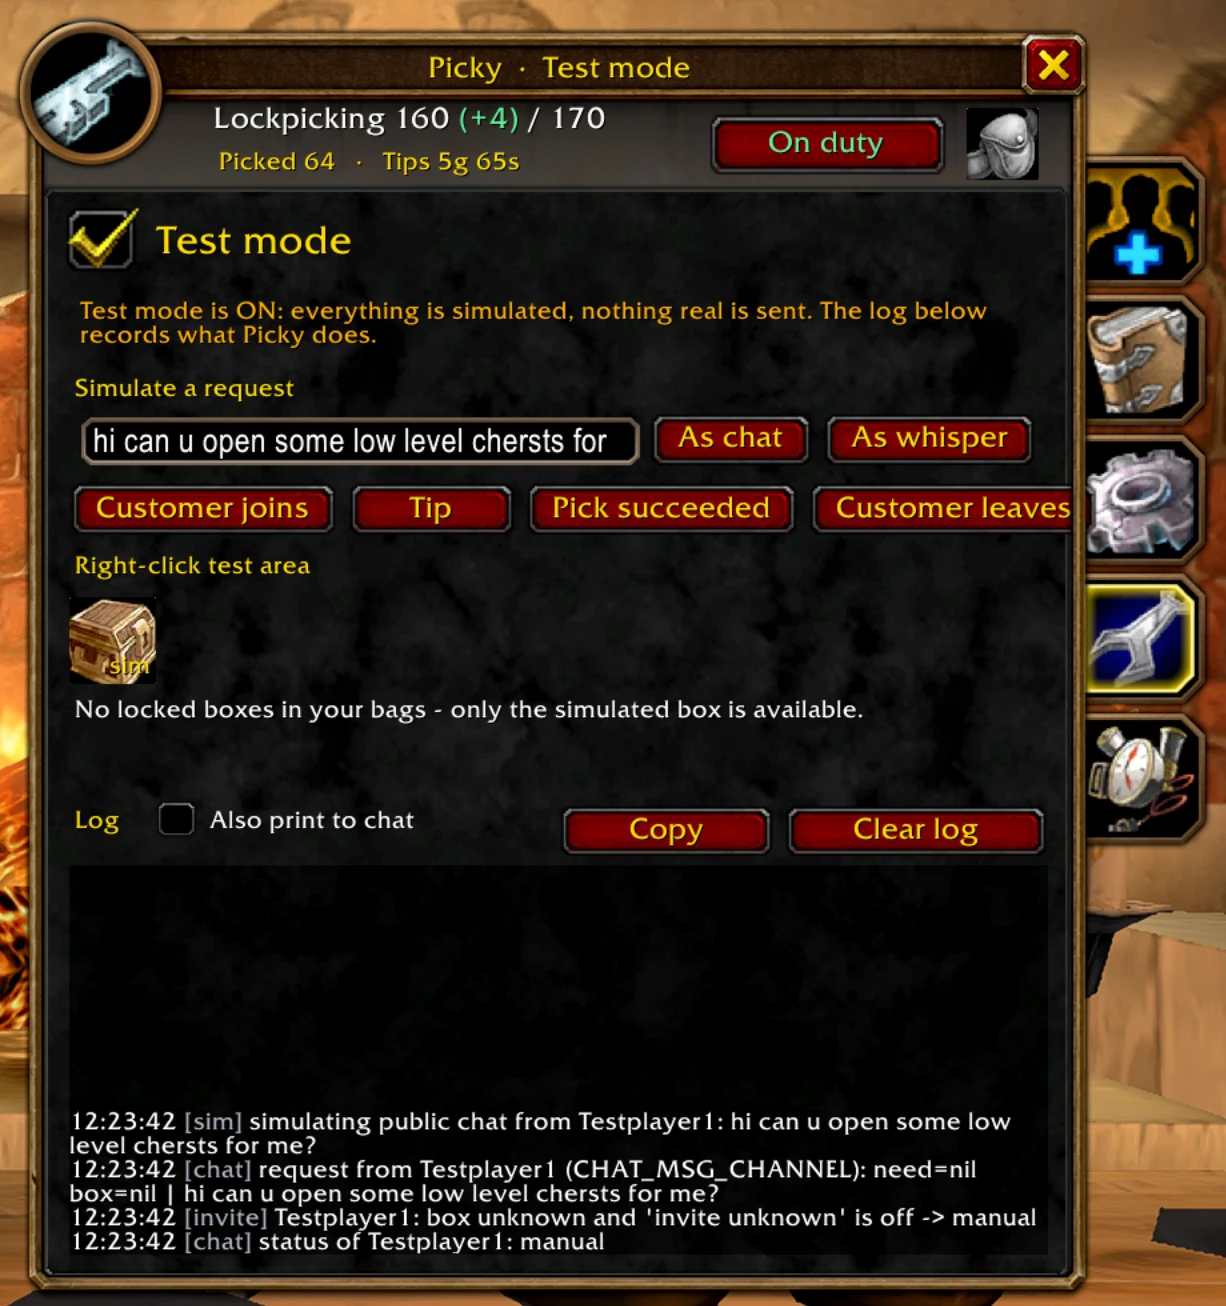 Picky · Test mode
Lockpicking 160 (+4) / 170
On duty
Picked 64 · Tips 5g 65s
Test mode
Test mode is ON: everything is simulated, nothing real is sent. The log below
records what Picky does.
Simulate a request
hi can u open some low level chersts for
As chat
As whisper
Customer joins
Tip
Pick succeeded
Customer leaves
Right-click test area
sim
No locked boxes in your bags - only the simulated box is available.
Log
Also print to chat
Copy
Clear log
12:23:42 [sim] simulating public chat from Testplayer1: hi can u open some low
level chersts for me?
12:23:42 [chat] request from Testplayer1 (CHAT_MSG_CHANNEL): need=nil
box=nil | hi can u open some low level chersts for me?
12:23:42 [invite] Testplayer1: box unknown and 'invite unknown' is off -> manual
12:23:42 [chat] status of Testplayer1: manual